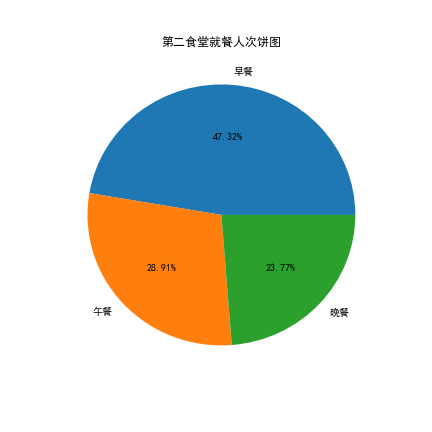 第二食堂就餐人次饼图
早餐
47.32%
28.91%
23.77%
午餐
晚餐